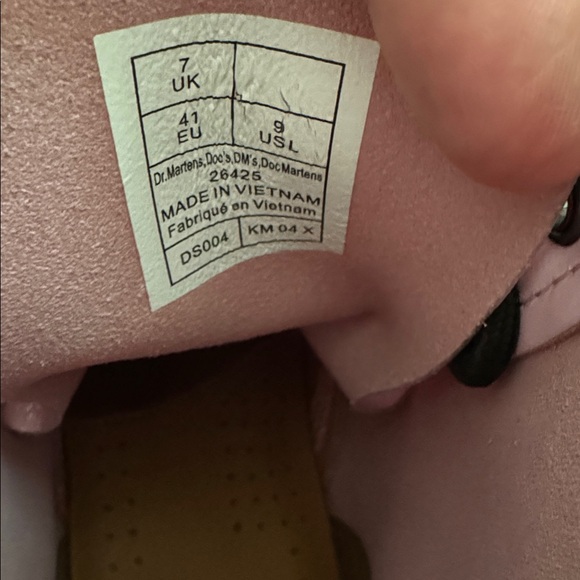 7
UK
41
EU
9
USL
Dr.Martens,Doc's,DM's,DocMartens
26425
MADE IN VIETNAM
Fabriqué en Vietnam
DS004
KM 04 X